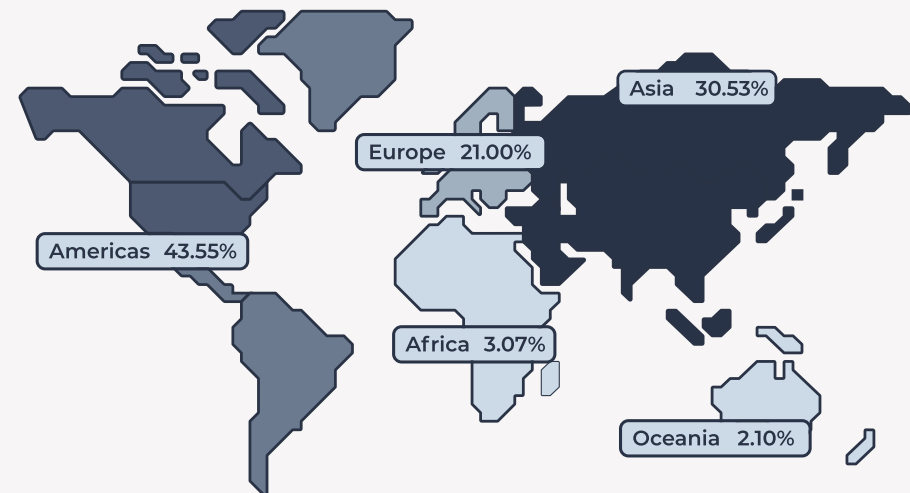 Asia 30.53%
Europe 21.00%
Americas 43.55%
Africa 3.07%
Oceania 2.10%